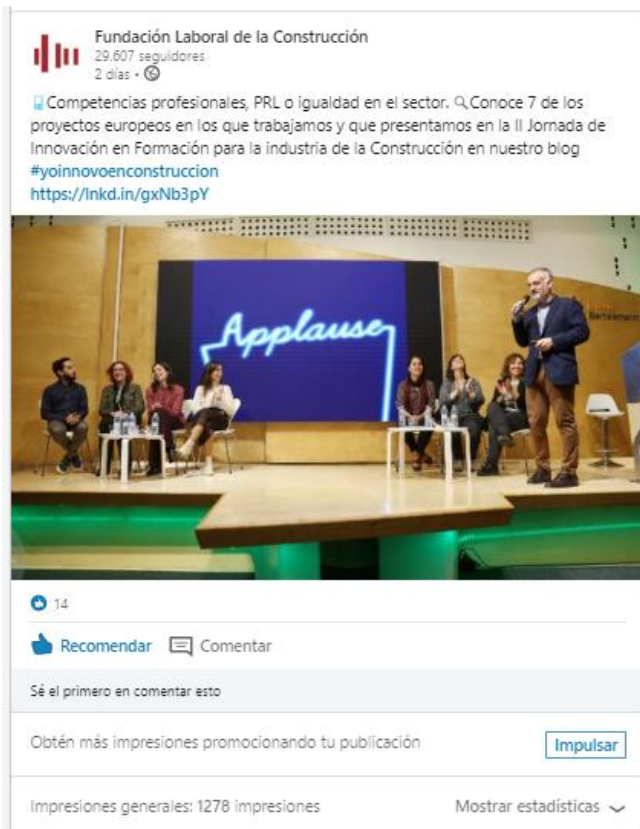 Fundación Laboral de la Construcción
29.607 seguidores
2 días •
Competencias profesionales, PRL o igualdad en el sector. Conoce 7 de los
proyectos europeos en los que trabajamos y que presentamos en la II Jornada de
Innovación en Formación para la industria de la Construcción en nuestro blog
#yoinnovoenconstruccion
https://lnkd.in/gxNb3pY
Applause
14
Recomendar
Comentar
Sé el primero en comentar esto
Obtén más impresiones promocionando tu publicación
Impulsar
Impresiones generales: 1278 impresiones
Mostrar estadísticas